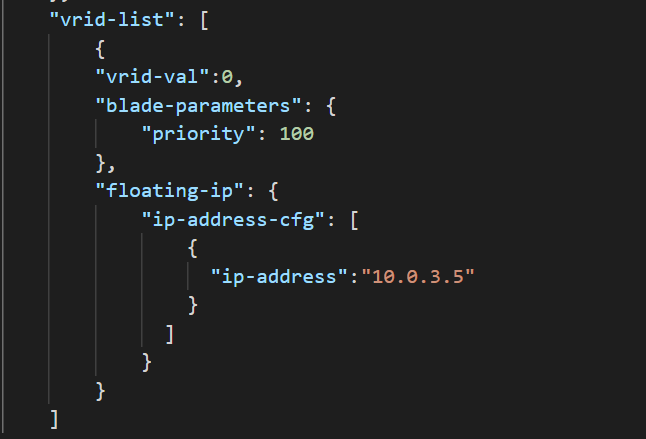 "vrid-list": [
{
"vrid-val":0,
"blade-parameters": {
"priority": 100
},
"floating-ip": {
"ip-address-cfg": [
{
"ip-address":"10.0.3.5"
}
]
}
}
]